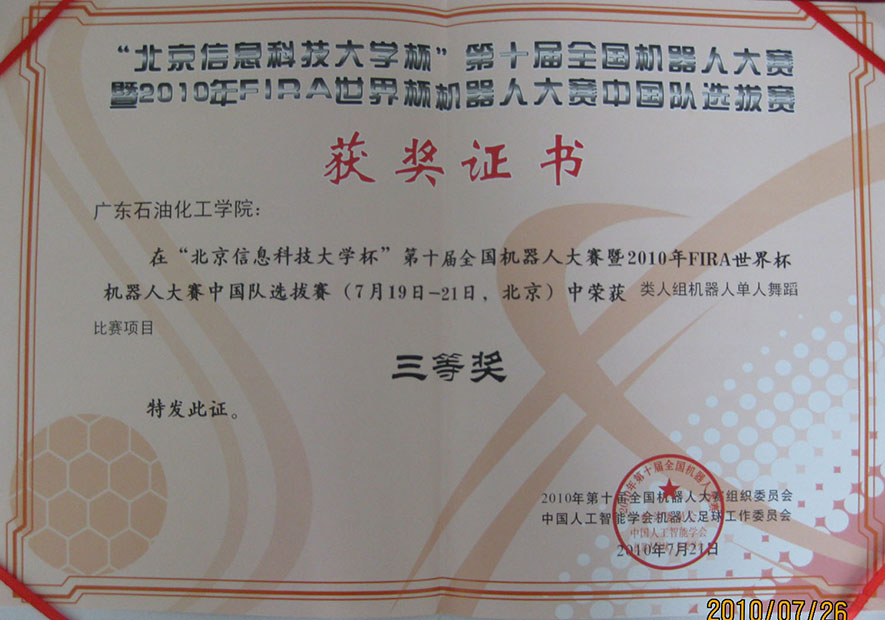 “北京信息科技大学杯”第十届全国机器人大赛
暨2010年FIRA世界杯机器人大赛中国队选拔赛
获奖证书
广东石油化工学院：
在“北京信息科技大学杯”第十届全国机器人大赛暨2010年FIRA世界杯
机器人大赛中国队选拔赛（7月19日-21日，北京）中荣获 类人组机器人单人舞蹈
比赛项目
三等奖
特发此证。
2010年第十届全国机器人大赛组织委员会
中国人工智能学会机器人足球工作委员会
中国人工智能学会
2010年7月21日
2010/07/26